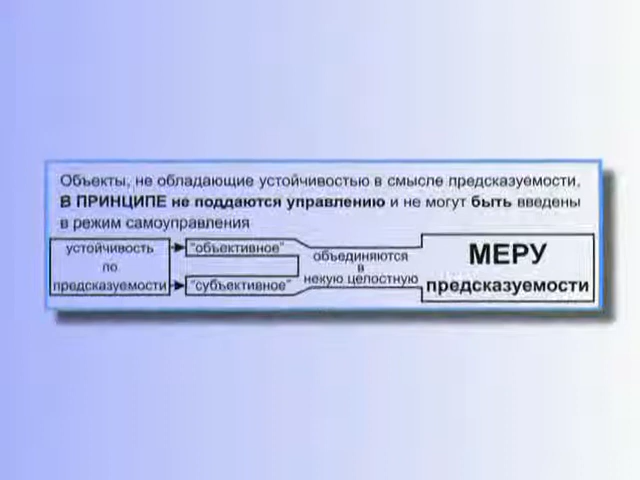 Объекты, не обладающие устойчивостью в смысле предсказуемости,
В ПРИНЦИПЕ не поддаются управлению и не могут быть введены
в режим самоуправления
устойчивость
по
предсказуемости
"объективное"
"субъективное"
объединяются
в
некую целостную
МЕРУ
предсказуемости